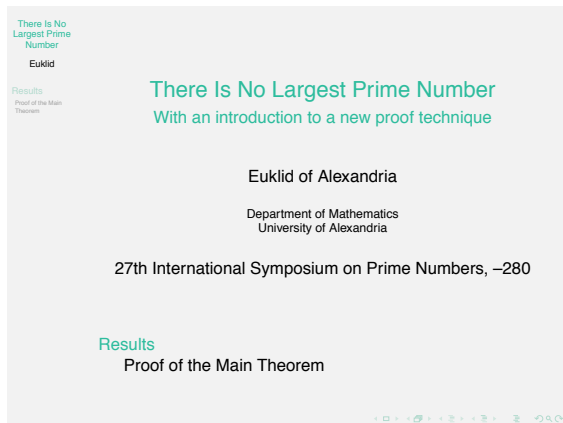 There Is No
Largest Prime
Number
Euklid
Results
Proof of the Main
Theorem
There Is No Largest Prime Number
With an introduction to a new proof technique
Euklid of Alexandria
Department of Mathematics
University of Alexandria
27th International Symposium on Prime Numbers, –280
Results
Proof of the Main Theorem